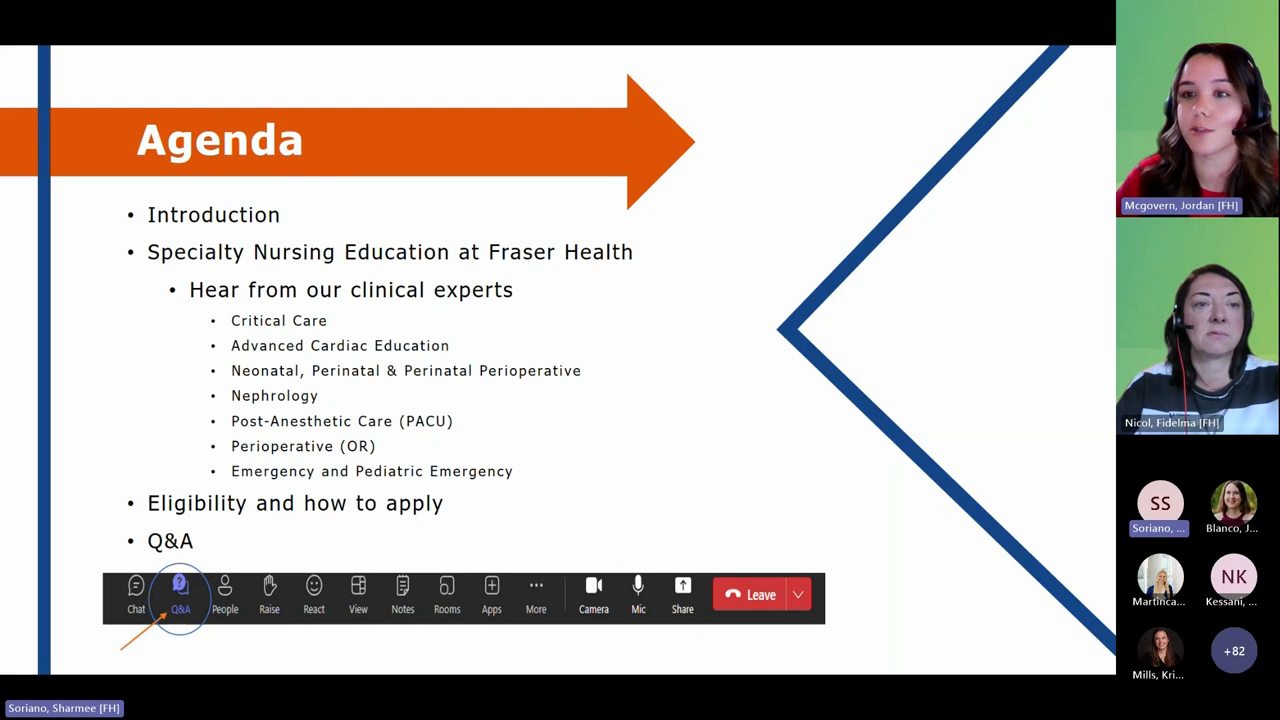 Agenda
• Introduction
• Specialty Nursing Education at Fraser Health
• Hear from our clinical experts
• Critical Care
• Advanced Cardiac Education
• Neonatal, Perinatal & Perinatal Perioperative
• Nephrology
• Post-Anesthetic Care (PACU)
• Perioperative (OR)
• Emergency and Pediatric Emergency
• Eligibility and how to apply
• Q&A
Chat Q&A People Raise React View Notes Rooms Apps More Camera Mic Share Leave
Mcgovern, Jordan [FH]
Nicol, Fidelma [FH]
SS
Soriano, ... Blanco, J...
NK
Martinca... Kessani, ...
+82
Mills, Kri...
Soriano, Sharmee [FH]